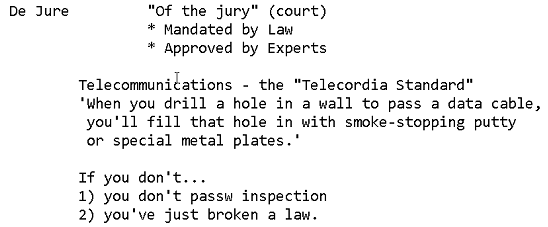 De Jure "Of the jury" (court)
* Mandated by Law
* Approved by Experts
Telecommunications - the "Telecordia Standard"
'When you drill a hole in a wall to pass a data cable,
you'll fill that hole in with smoke-stopping putty
or special metal plates.'
If you don't...
1) you don't passw inspection
2) you've just broken a law.